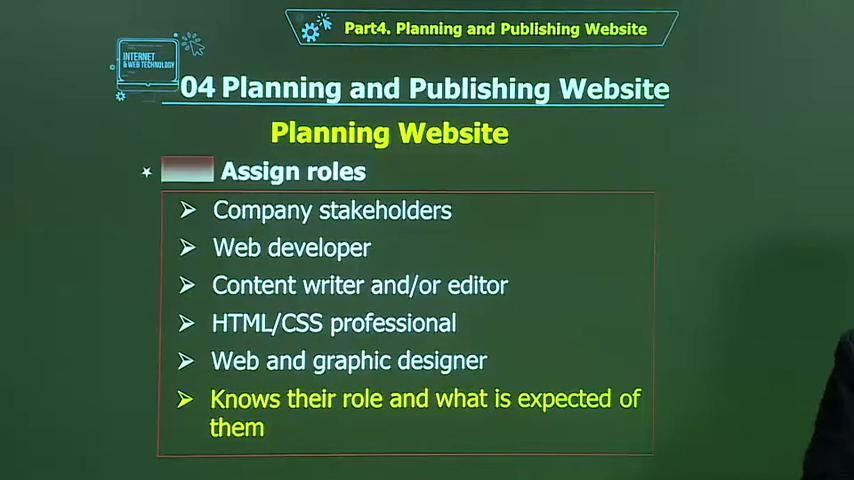 Part4. Planning and Publishing Website
INTERNET
& WEB TECHNOLOGY
04 Planning and Publishing Website
Planning Website
Assign roles
Company stakeholders
Web developer
Content writer and/or editor
HTML/CSS professional
Web and graphic designer
Knows their role and what is expected of
them